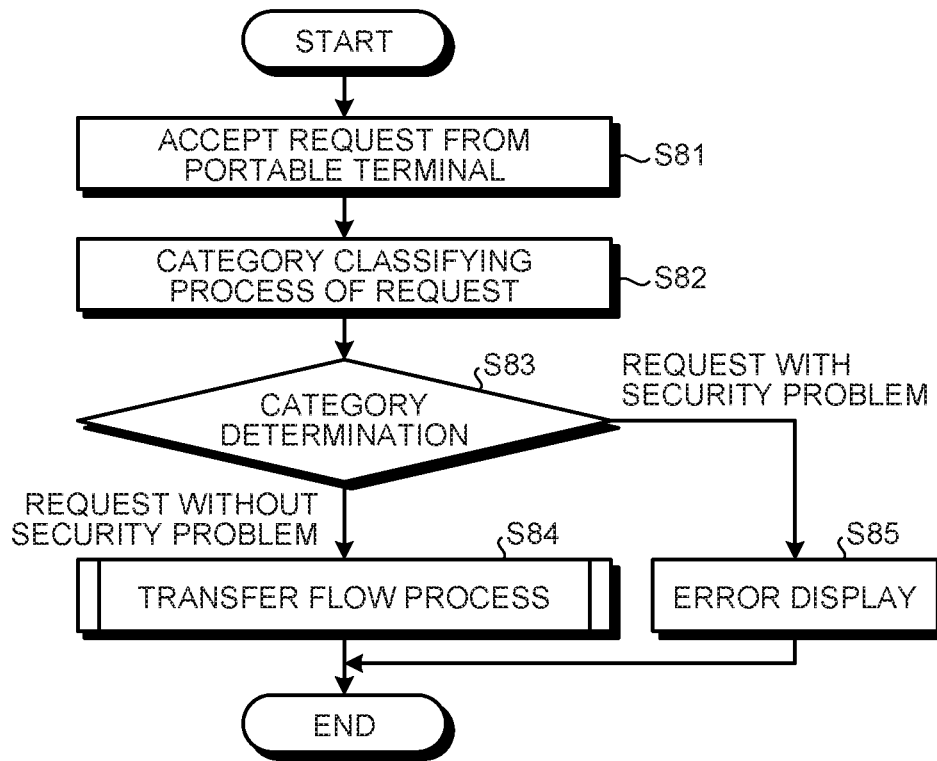 START
ACCEPT REQUEST FROM
PORTABLE TERMINAL
S81
CATEGORY CLASSIFYING
PROCESS OF REQUEST
S82
S83
CATEGORY
DETERMINATION
REQUEST WITH
SECURITY PROBLEM
REQUEST WITHOUT
SECURITY PROBLEM
S84
TRANSFER FLOW PROCESS
S85
ERROR DISPLAY
END